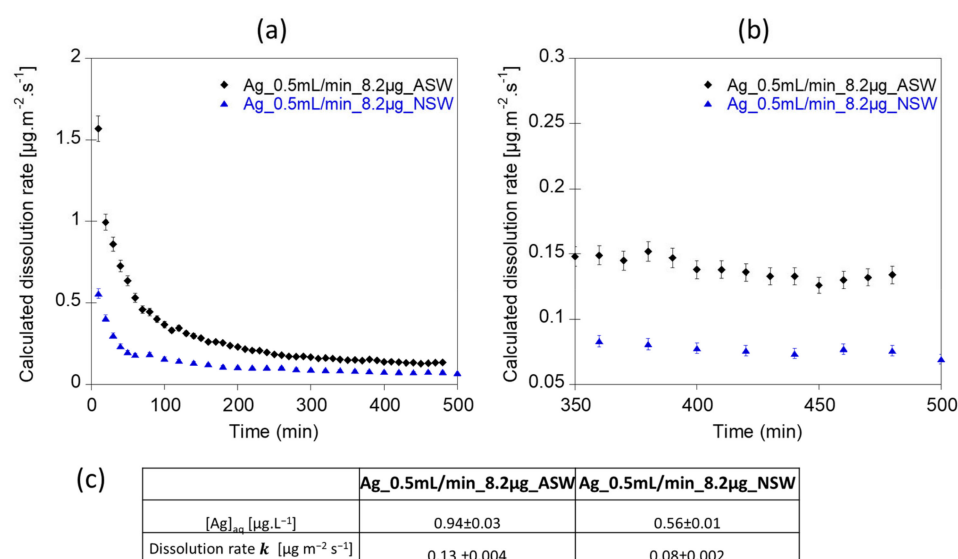 (a)
(b)
2
1.5
1
0.5
0
0 100 200 300 400 500
Time (min)
Calculated dissolution rate [µg.m⁻².s⁻¹]
Ag_0.5mL/min_8.2µg_ASW
Ag_0.5mL/min_8.2µg_NSW
0.3
0.25
0.2
0.15
0.1
0.05
350 400 450 500
Time (min)
Calculated dissolution rate [µg.m⁻².s⁻¹]
Ag_0.5mL/min_8.2µg_ASW
Ag_0.5mL/min_8.2µg_NSW
(c)
Ag_0.5mL/min_8.2µg_ASW Ag_0.5mL/min_8.2µg_NSW
[Ag]aq [µg.L⁻¹] 0.94±0.03 0.56±0.01
Dissolution rate k [µg m⁻² s⁻¹] 0.13 ±0.004 0.08±0.002